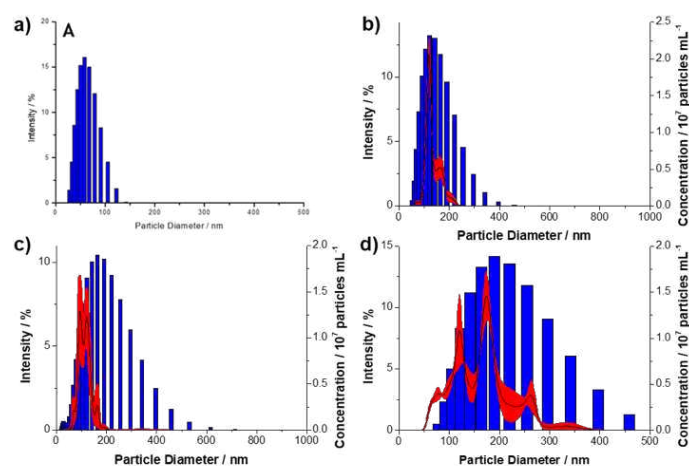 a) A
20
15
10
5
0
Intensity / %
0 100 200 300 400 500
Particle Diameter / nm
b)
10
5
0
Intensity / %
2.5
2.0
1.5
1.0
0.5
0.0
Concentration / 10⁷ particles mL⁻¹
0 200 400 600 800 1000
Particle Diameter / nm
c)
10
5
0
Intensity / %
2.0
1.5
1.0
0.5
0.0
Concentration / 10⁷ particles mL⁻¹
0 200 400 600 800 1000
Particle Diameter / nm
d)
15
10
5
0
Intensity / %
2.0
1.5
1.0
0.5
0.0
Concentration / 10⁷ particles mL⁻¹
0 100 200 300 400 500
Particle Diameter / nm